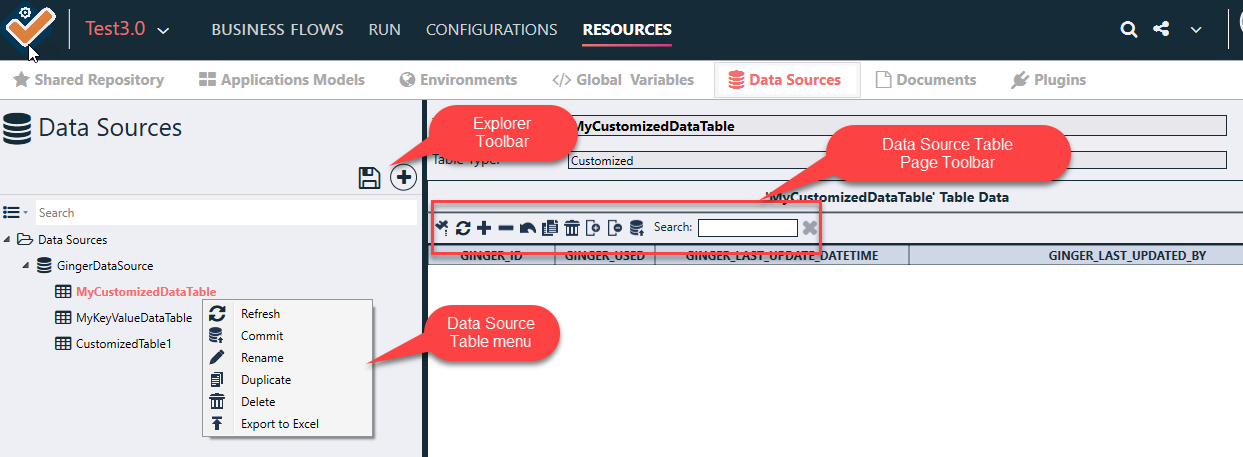 Test3.0
BUSINESS FLOWS
RUN
CONFIGURATIONS
RESOURCES
Shared Repository
Applications Models
Environments
Global Variables
Data Sources
Documents
Plugins
Data Sources
Explorer
Toolbar
MyCustomizedDataTable
Table Type:
Customized
Data Source Table
Page Toolbar
'MyCustomizedDataTable' Table Data
Search
Search:
Data Sources
GINGER_ID
GINGER_USED
GINGER_LAST_UPDATE_DATETIME
GINGER_LAST_UPDATED_BY
GingerDataSource
MyCustomizedDataTable
MyKeyValueDataTable
CustomizedTable1
Refresh
Commit
Rename
Duplicate
Delete
Export to Excel
Data Source
Table menu